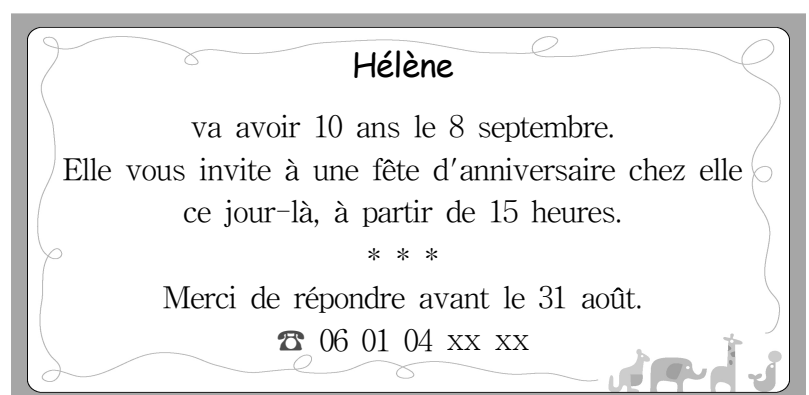 Hélène
va avoir 10 ans le 8 septembre.
Elle vous invite à une fête d'anniversaire chez elle
ce jour-là, à partir de 15 heures.
* * *
Merci de répondre avant le 31 août.
☎ 06 01 04 xx xx